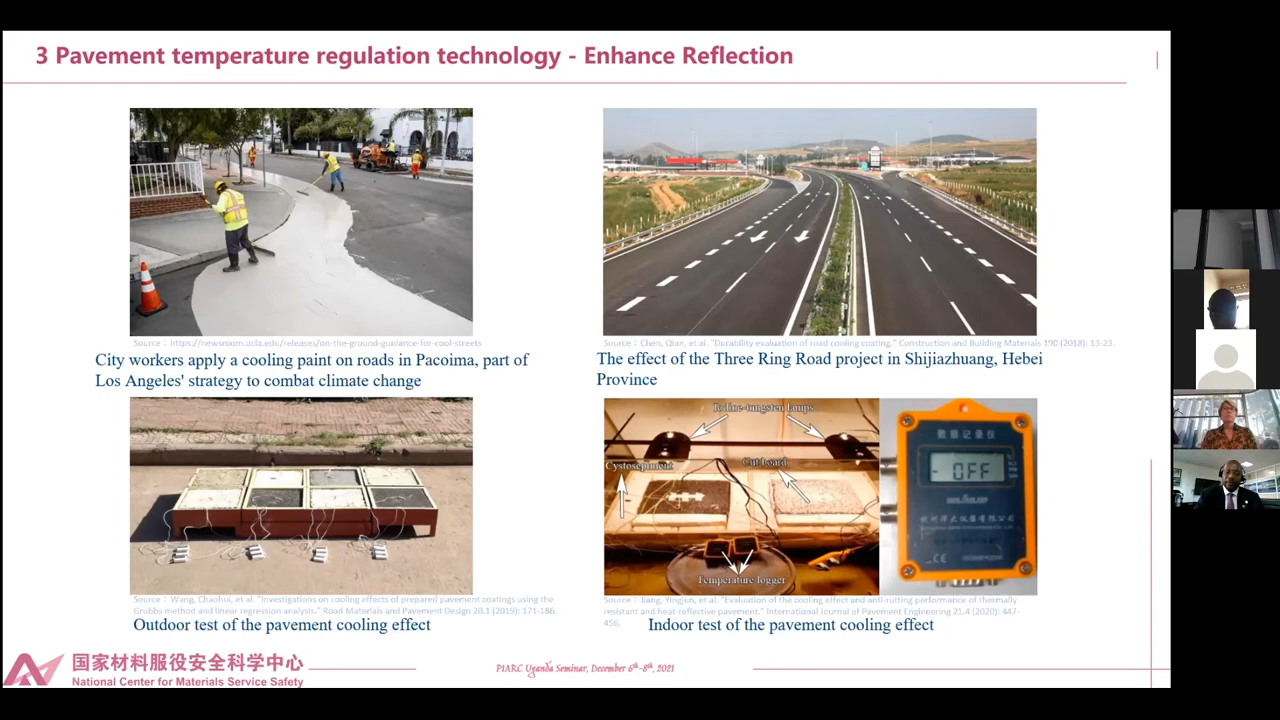 3 Pavement temperature regulation technology - Enhance Reflection
Source： https://newsroom.ucla.edu/releases/on-the-ground-guidance-for-cool-streets
City workers apply a cooling paint on roads in Pacoima, part of
Los Angeles' strategy to combat climate change
Source： Chen, Qian, et al. "Durability evaluation of road cooling coating." Construction and Building Materials 190 (2018): 13-23.
The effect of the Three Ring Road project in Shijiazhuang, Hebei
Province
Source： Wang, Chaohui, et al. "Investigations on cooling effects of prepared pavement coatings using the
Grubbs method and linear regression analysis." Road Materials and Pavement Design 20.1 (2019): 171-186.
Outdoor test of the pavement cooling effect
Iodine-tungsten lamps
Cystosepiment
Cut board
Temperature logger
数据记录仪
OFF
CE
Source： Jiang, Yingjun, et al. "Evaluation of the cooling effect and anti-rutting performance of thermally
resistant and heat-reflective pavement." International Journal of Pavement Engineering 21.4 (2020): 447-
456.
Indoor test of the pavement cooling effect
国家材料服役安全科学中心
National Center for Materials Service Safety
PIARC Uganda Seminar, December 6th-8th, 2021